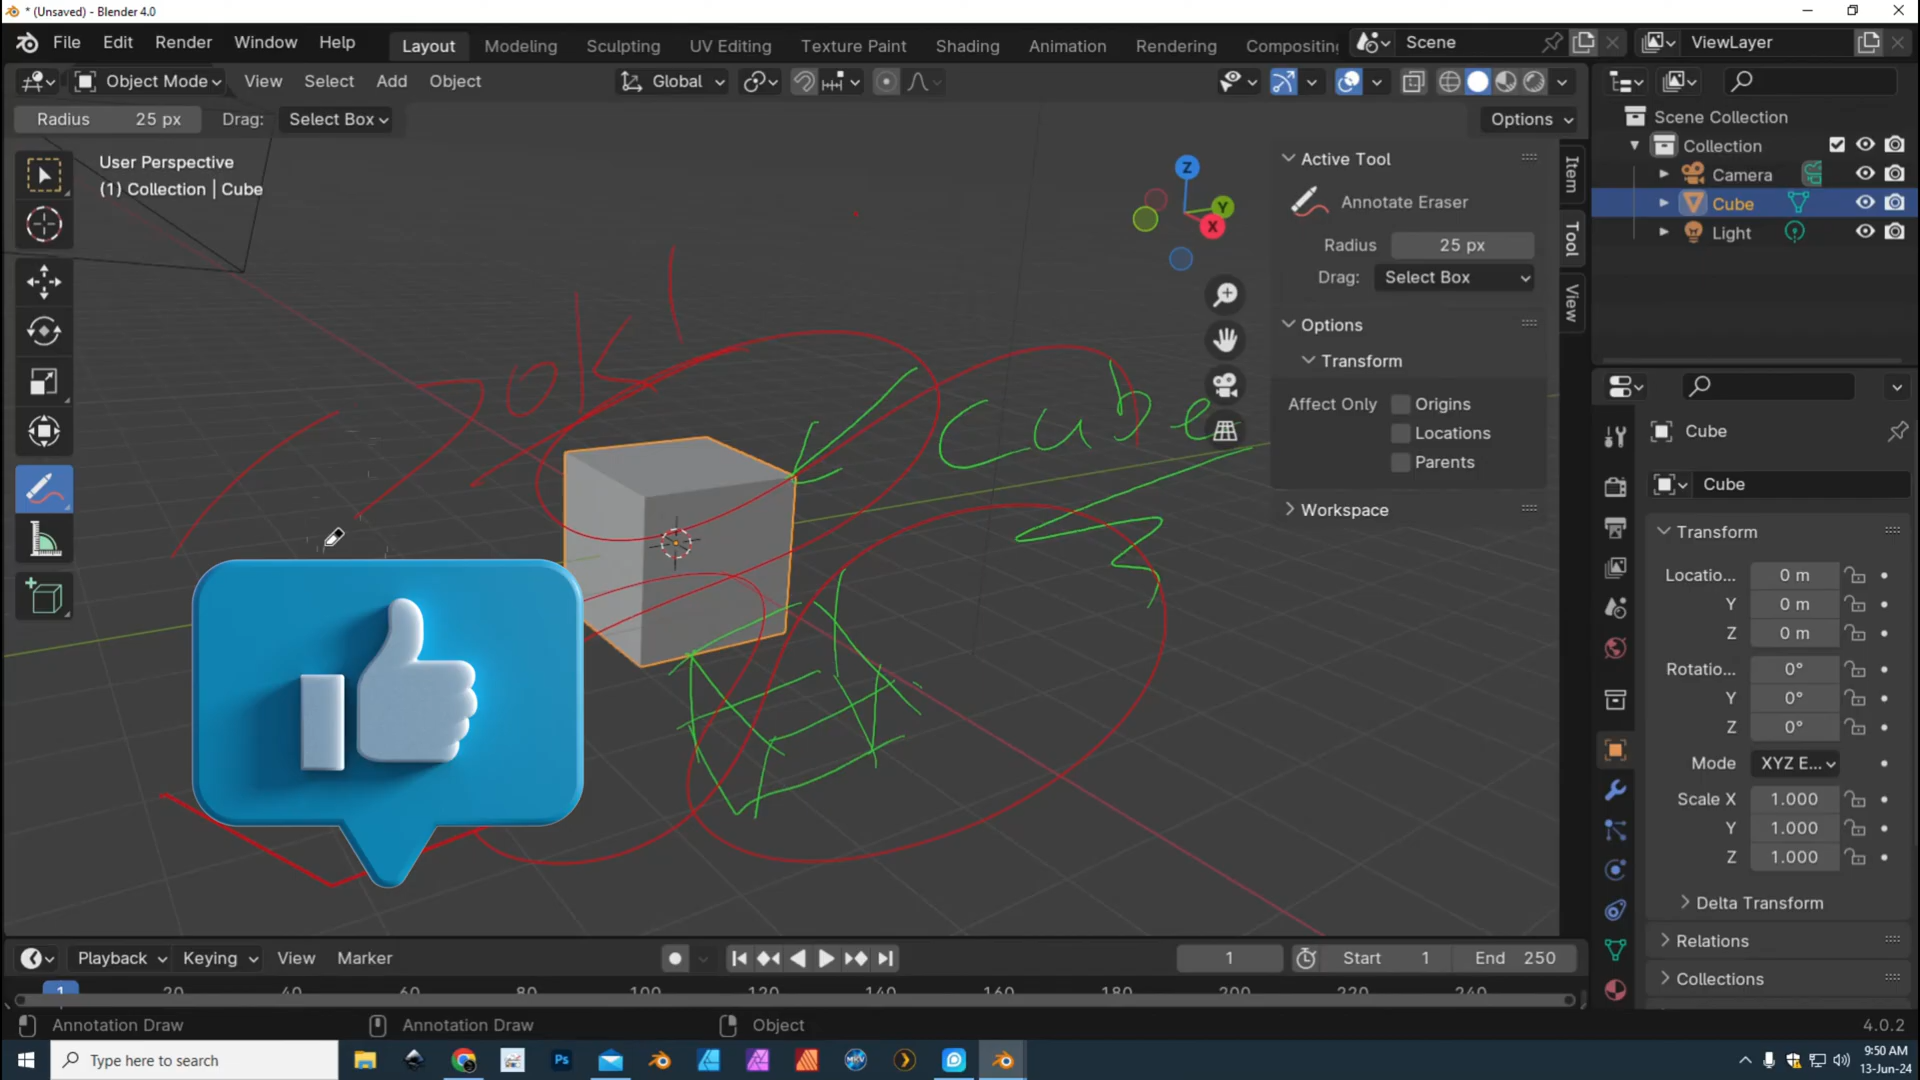 * (Unsaved) - Blender 4.0
File Edit Render Window Help Layout Modeling Sculpting UV Editing Texture Paint Shading Animation Rendering Compositing Scene ViewLayer
Object Mode View Select Add Object Global
Radius 25 px Drag: Select Box Options
User Perspective
(1) Collection | Cube
Z
Y
X
Active Tool
Annotate Eraser
Radius 25 px
Drag: Select Box
Options
Transform
Affect Only Origins
Locations
Parents
Workspace
Item
Tool
View
cube
Scene Collection
Collection
Camera
Cube
Light
Cube
Cube
Transform
Locatio... 0 m
Y 0 m
Z 0 m
Rotatio... 0°
Y 0°
Z 0°
Mode XYZ E...
Scale X 1.000
Y 1.000
Z 1.000
Delta Transform
Relations
Collections
Playback Keying View Marker 1 Start 1 End 250
1 20 40 60 80 100 120 140 160 180 200 220 240
Annotation Draw Annotation Draw Object 4.0.2
Type here to search Ps MKV 9:50 AM
13-Jun-24